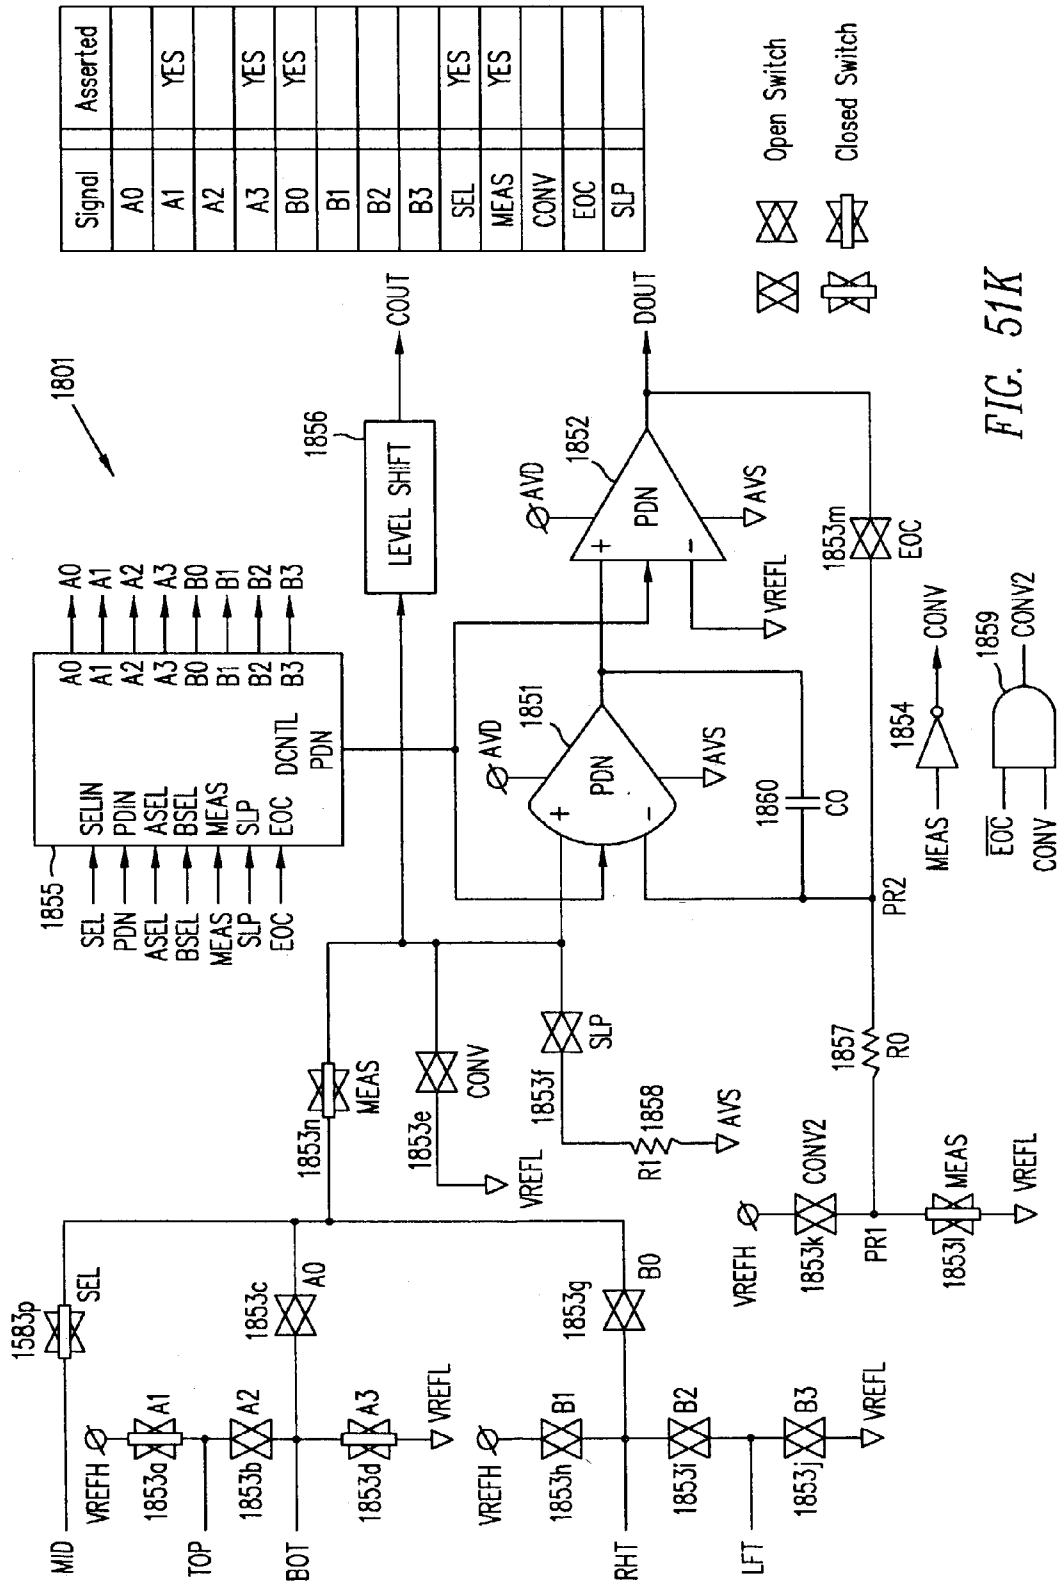 Signal Asserted
A0
A1 YES
A2
A3 YES
B0 YES
B1
B2
B3
SEL YES
MEAS YES
CONV
EOC
SLP
1801
1855
SEL SELIN A0 A0
PDN PDIN A1 A1
ASEL ASEL A2 A2
BSEL BSEL A3 A3
MEAS MEAS B0 B0
SLP SLP B1 B1
EOC EOC B2 B2
DCNTL B3 B3
PDN
1856
LEVEL SHIFT
COUT
Open Switch
Closed Switch
1583p
SEL
MID
VREFH
1853a
A1
TOP
1853b
A2
1853c
A0
BOT
1853d
A3
VREFL
1853n
MEAS
1853e
CONV
VREFL
1853f
SLP
R1
1858
AVS
AVD
1851
+
PDN
-
AVS
AVD
1852
+
PDN
-
AVS
VREFL
DOUT
1860
C0
VREFH
1853h
B1
1853g
B0
RHT
1853i
B2
LFT
1853j
B3
VREFL
VREFH
1853k
CONV2
PR1
1853l
MEAS
VREFL
1857
R0
PR2
1853m
EOC
MEAS
1854
CONV
EOC
CONV
1859
CONV2
FIG. 51K